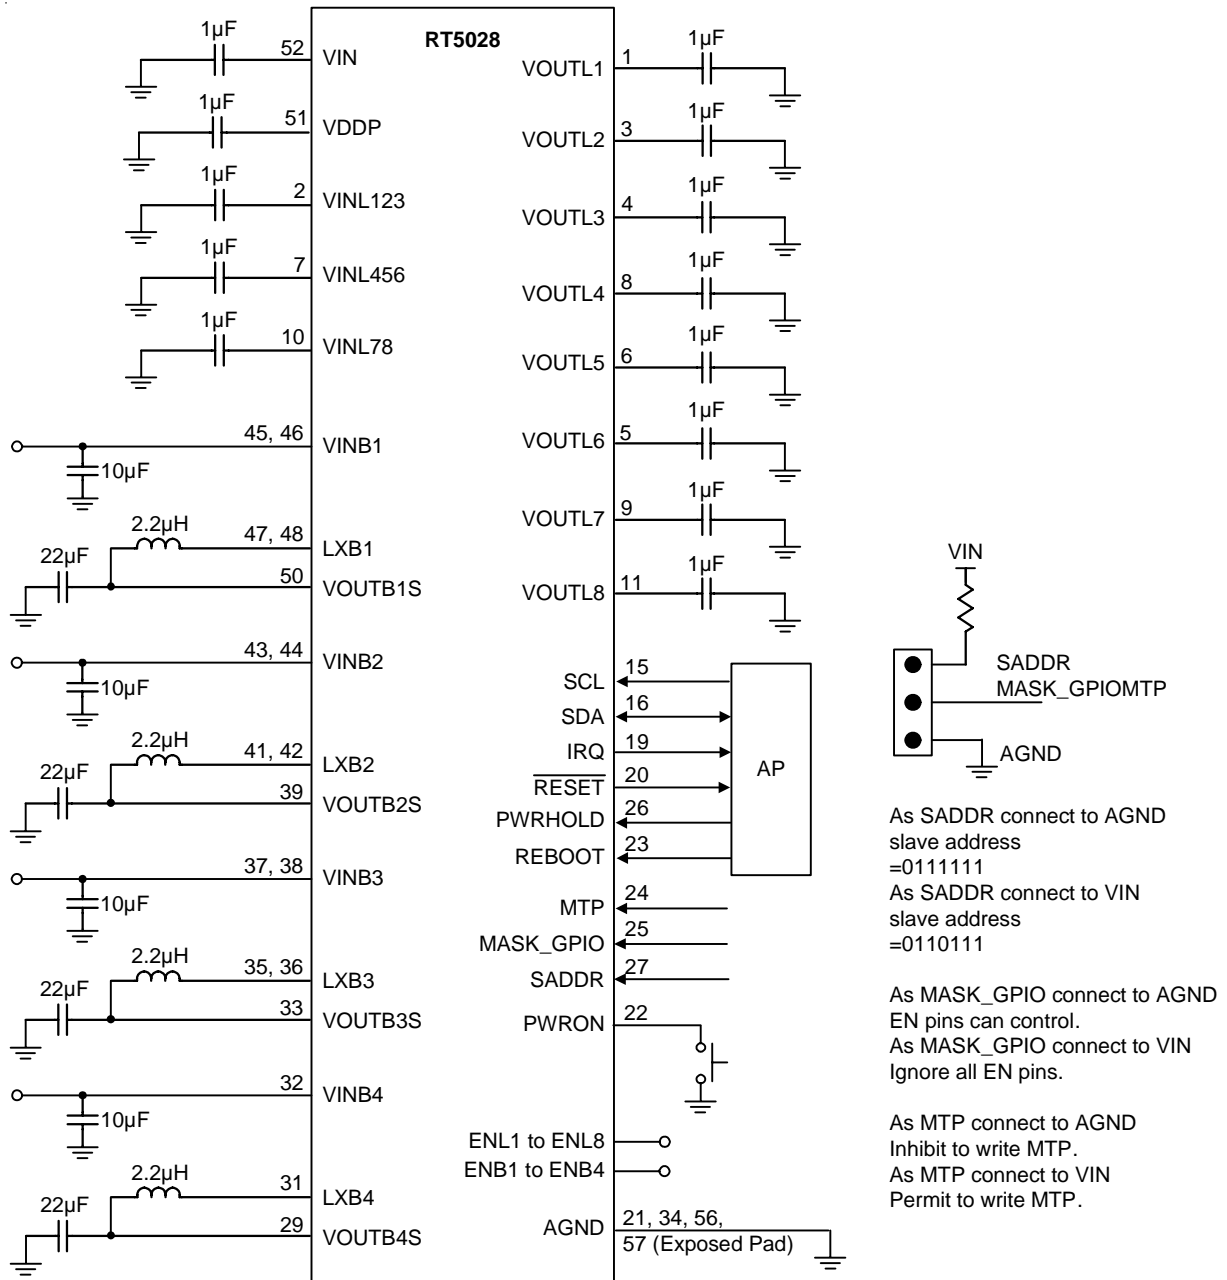 RT5028
1µF
52
VIN
1µF
51
VDDP
1µF
2
VINL123
1µF
7
VINL456
1µF
10
VINL78
45, 46
VINB1
10µF
2.2µH
47, 48
LXB1
22µF
50
VOUTB1S
43, 44
VINB2
10µF
2.2µH
41, 42
LXB2
22µF
39
VOUTB2S
37, 38
VINB3
10µF
2.2µH
35, 36
LXB3
22µF
33
VOUTB3S
32
VINB4
10µF
2.2µH
31
LXB4
22µF
29
VOUTB4S
VOUTL1
1
1µF
VOUTL2
3
1µF
VOUTL3
4
1µF
VOUTL4
8
1µF
VOUTL5
6
1µF
VOUTL6
5
1µF
VOUTL7
9
1µF
VOUTL8
11
1µF
SCL
15
SDA
16
IRQ
19
RESET
20
PWRHOLD
26
REBOOT
23
AP
MTP
24
MASK_GPIO
25
SADDR
27
PWRON
22
ENL1 to ENL8
ENB1 to ENB4
AGND
21, 34, 56,
57 (Exposed Pad)
VIN
SADDR
MASK_GPIOMTP
AGND
As SADDR connect to AGND
slave address
=0111111
As SADDR connect to VIN
slave address
=0110111
As MASK_GPIO connect to AGND
EN pins can control.
As MASK_GPIO connect to VIN
Ignore all EN pins.
As MTP connect to AGND
Inhibit to write MTP.
As MTP connect to VIN
Permit to write MTP.